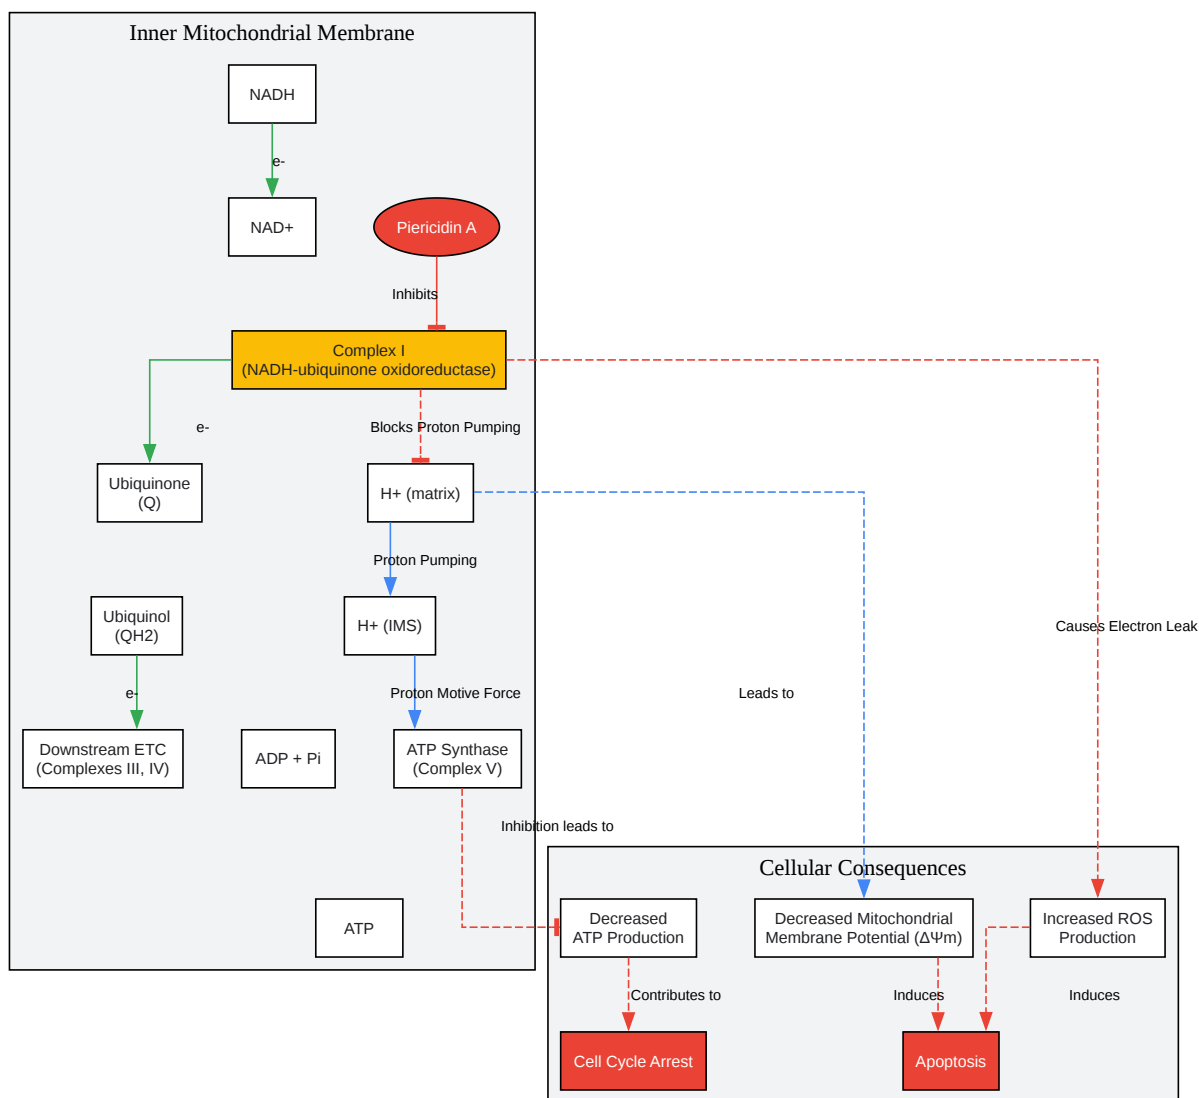 Inner Mitochondrial Membrane
NADH
e-
NAD+
Piericidin A
Inhibits
Complex I
(NADH-ubiquinone oxidoreductase)
e-
Blocks Proton Pumping
Ubiquinone
(Q)
H+ (matrix)
Proton Pumping
Ubiquinol
(QH2)
H+ (IMS)
Causes Electron Leak
e-
Proton Motive Force
Leads to
Downstream ETC
(Complexes III, IV)
ADP + Pi
ATP Synthase
(Complex V)
Inhibition leads to
Cellular Consequences
ATP
Decreased
ATP Production
Decreased Mitochondrial
Membrane Potential (ΔΨm)
Increased ROS
Production
Contributes to
Induces
Induces
Cell Cycle Arrest
Apoptosis